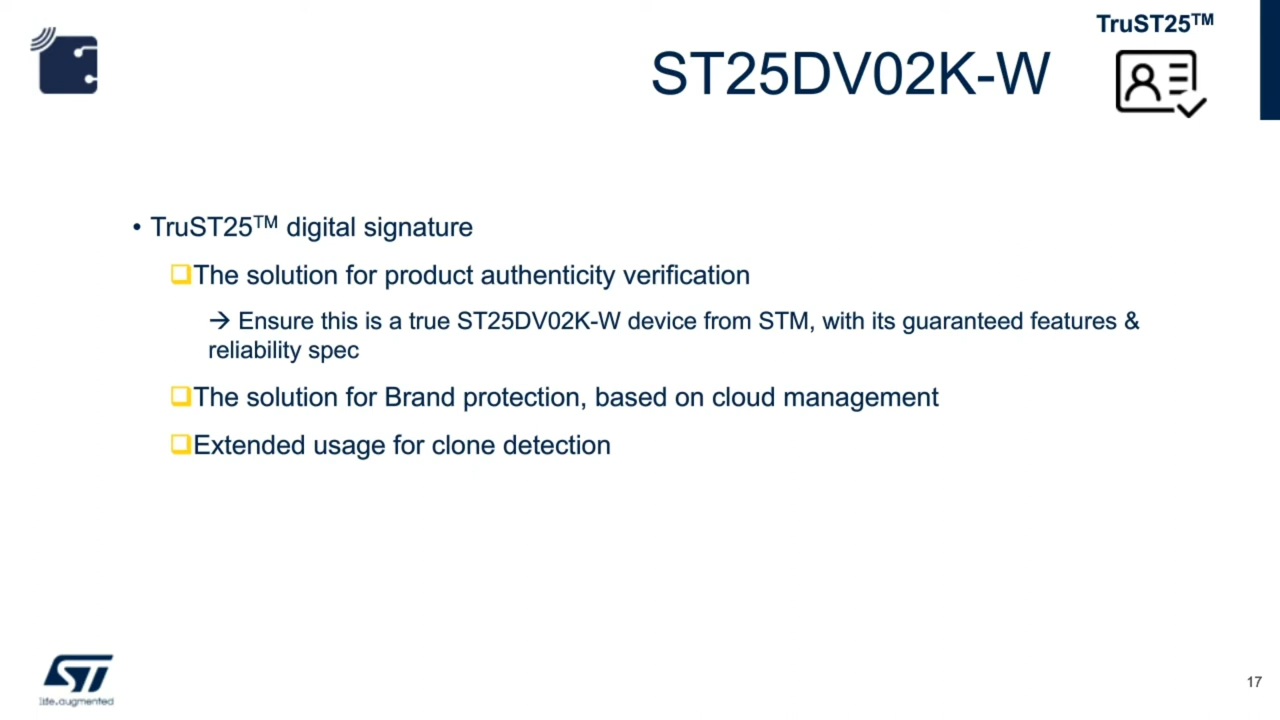 TruST25™
ST25DV02K-W
• TruST25™ digital signature
❑The solution for product authenticity verification
→ Ensure this is a true ST25DV02K-W device from STM, with its guaranteed features &
reliability spec
❑The solution for Brand protection, based on cloud management
❑Extended usage for clone detection
ST
life.augmented
17